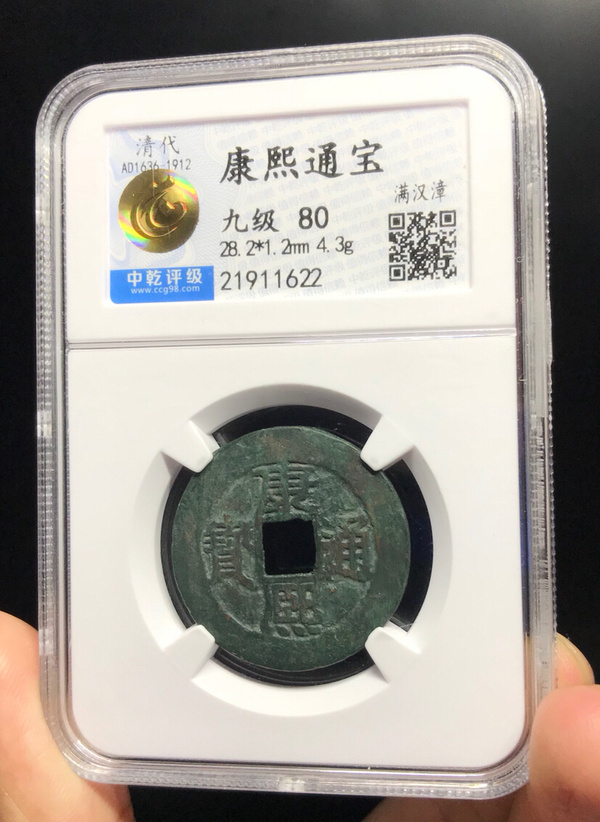 清代
AD1636-1912
康熙通宝
满汉漳
九级 80
28.2*1.2mm 4.3g
中乾评级
www.ccg98.com
21911622
康
寳 通
熙